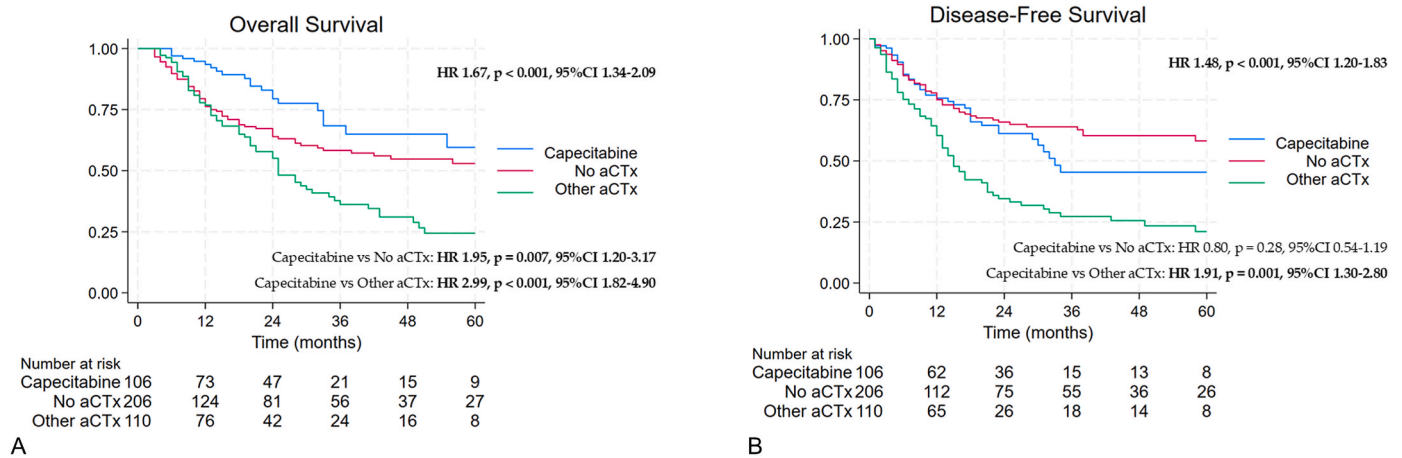 Overall Survival
1.00
0.75
0.50
0.25
0.00
HR 1.67, p < 0.001, 95%CI 1.34-2.09
Capecitabine
No aCTx
Other aCTx
Capecitabine vs No aCTx: HR 1.95, p = 0.007, 95%CI 1.20-3.17
Capecitabine vs Other aCTx: HR 2.99, p < 0.001, 95%CI 1.82-4.90
0 12 24 36 48 60
Time (months)
Number at risk
Capecitabine 106 73 47 21 15 9
No aCTx 206 124 81 56 37 27
Other aCTx 110 76 42 24 16 8
A
Disease-Free Survival
1.00
0.75
0.50
0.25
0.00
HR 1.48, p < 0.001, 95%CI 1.20-1.83
Capecitabine
No aCTx
Other aCTx
Capecitabine vs No aCTx: HR 0.80, p = 0.28, 95%CI 0.54-1.19
Capecitabine vs Other aCTx: HR 1.91, p = 0.001, 95%CI 1.30-2.80
0 12 24 36 48 60
Time (months)
Number at risk
Capecitabine 106 62 36 15 13 8
No aCTx 206 112 75 55 36 26
Other aCTx 110 65 26 18 14 8
B